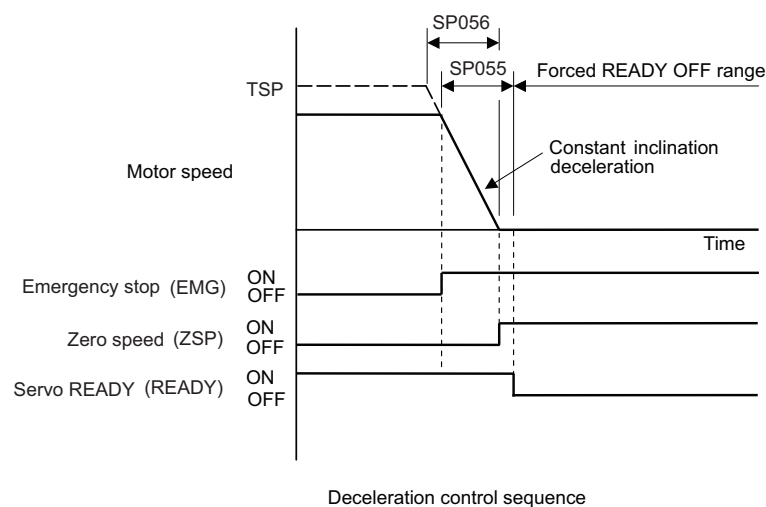 SP056
SP055
Forced READY OFF range
TSP
Constant inclination
deceleration
Motor speed
Time
Emergency stop (EMG)
ON
OFF
Zero speed (ZSP)
ON
OFF
Servo READY (READY)
ON
OFF
Deceleration control sequence